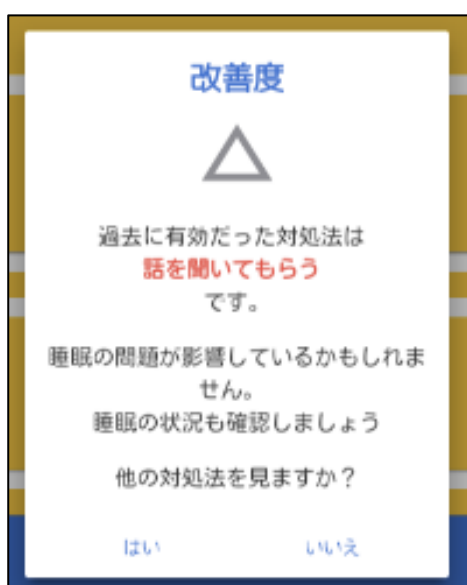 改善度
過去に有効だった対処法は
話を聞いてもらう
です。
睡眠の問題が影響しているかもしれま
せん。
睡眠の状況も確認しましょう
他の対処法を見ますか？
はい
いいえ